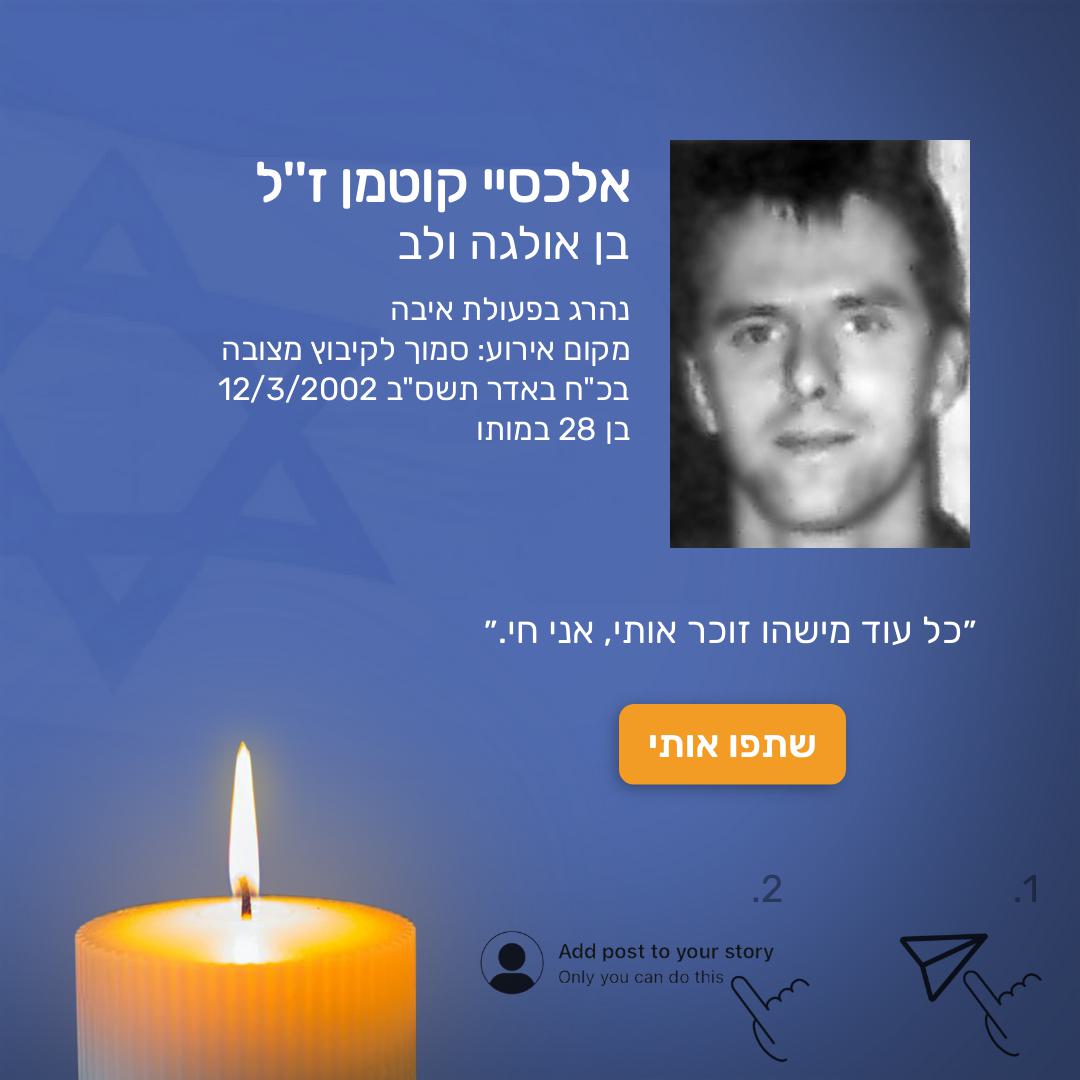 אלכסיי קוטמן ז"ל
בן אולגה ולב
נהרג בפעולת איבה
מקום אירוע: סמוך לקיבוץ מצובה
בכ"ח באדר תשס"ב 12/3/2002
בן 28 במותו
"כל עוד מישהו זוכר אותי, אני חי."
שתפו אותי
.1
.2
Add post to your story
Only you can do this